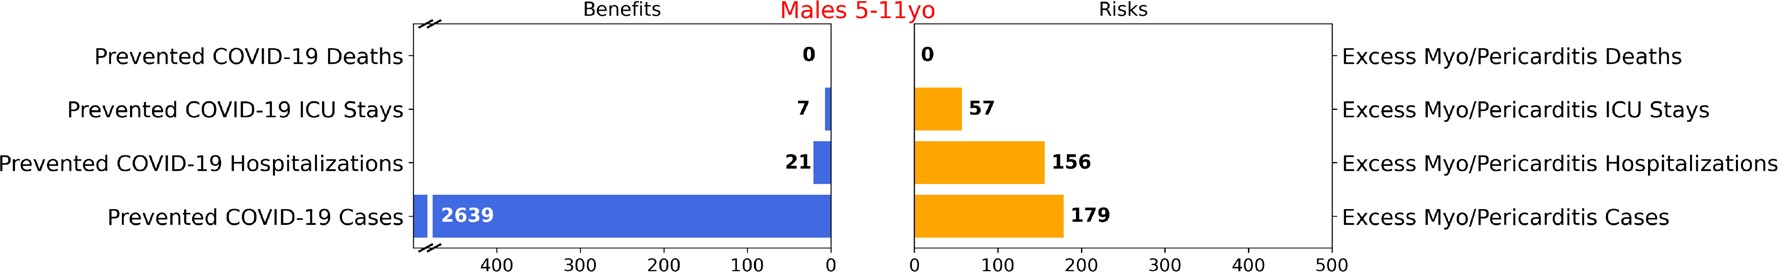 Benefits Males 5-11yo Risks
Prevented COVID-19 Deaths 0 0 Excess Myo/Pericarditis Deaths
Prevented COVID-19 ICU Stays 7 57 Excess Myo/Pericarditis ICU Stays
Prevented COVID-19 Hospitalizations 21 156 Excess Myo/Pericarditis Hospitalizations
Prevented COVID-19 Cases 2639 179 Excess Myo/Pericarditis Cases
400 300 200 100 0 0 100 200 300 400 500